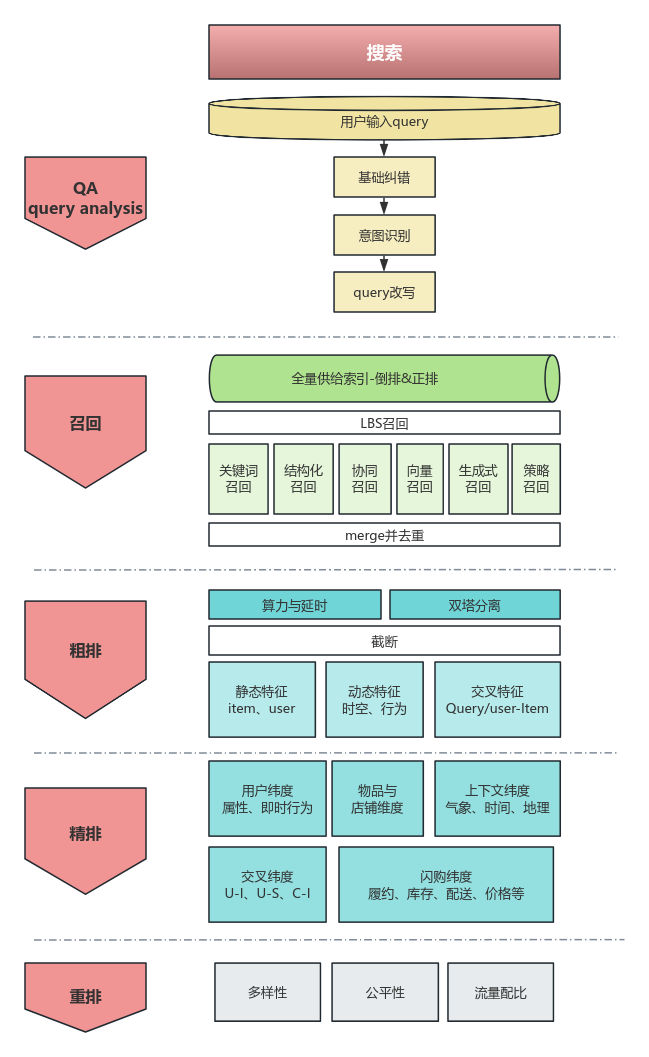 搜索
用户输入query
QA
query analysis
基础纠错
意图识别
query改写
召回
全量供给索引-倒排&正排
LBS召回
关键词
召回
结构化
召回
协同
召回
向量
召回
生成式
召回
策略
召回
merge并去重
粗排
算力与延时
双塔分离
截断
静态特征
item、user
动态特征
时空、行为
交叉特征
Query/user-Item
精排
用户纬度
属性、即时行为
物品与
店铺维度
上下文纬度
气象、时间、地理
交叉纬度
U-I、U-S、C-I
闪购纬度
履约、库存、配送、价格等
重排
多样性
公平性
流量配比